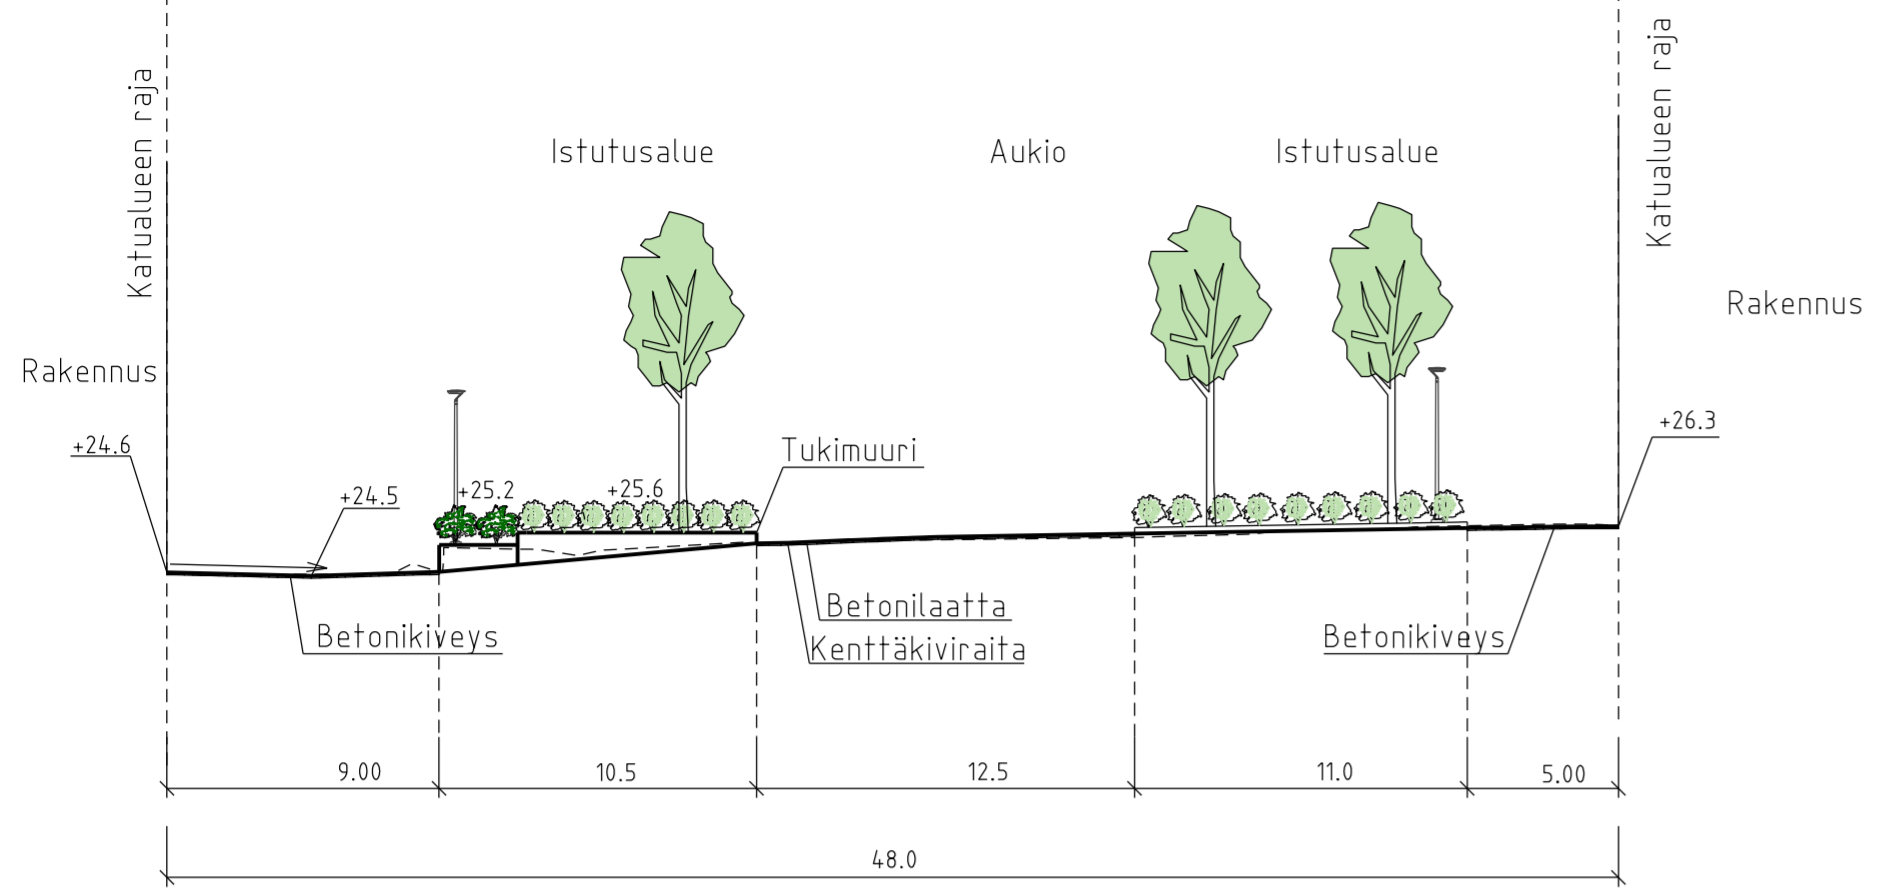 Katualueen raja
Katualueen raja
Istutusalue
Aukio
Istutusalue
Rakennus
Rakennus
+26.3
+24.6
Tukimuuri
+24.5
+25.2
+25.6
Betonilaatta
Betonikiveys
Kenttäkiviraita
Betonikiveys
9.00
10.5
12.5
11.0
5.00
48.0